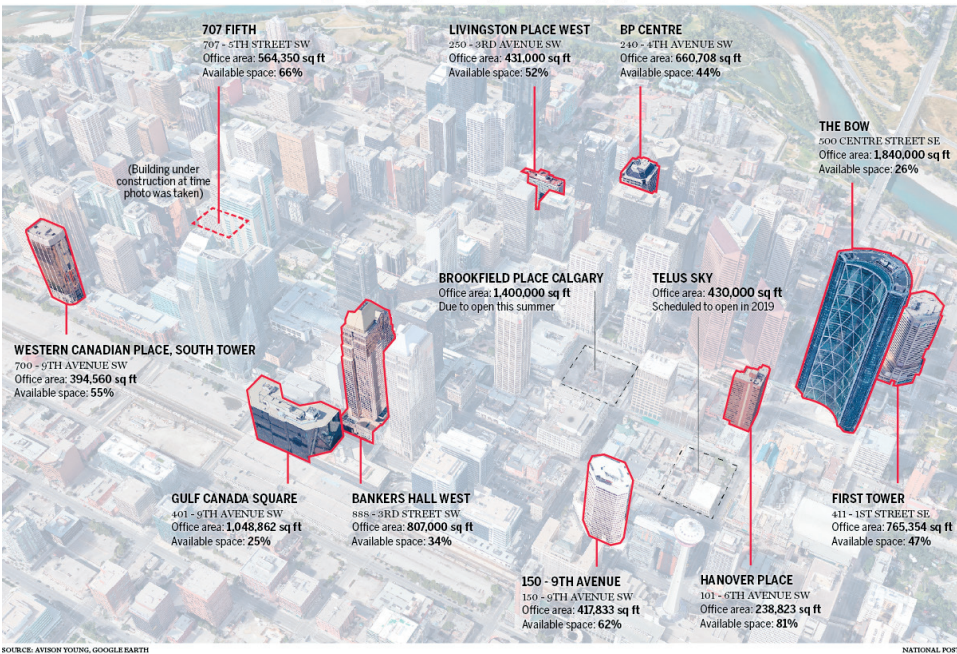 707 FIFTH
707 - 5TH STREET SW
Office area: 564,350 sq ft
Available space: 66%
LIVINGSTON PLACE WEST
250 - 3RD AVENUE SW
Office area: 431,000 sq ft
Available space: 52%
BP CENTRE
240 - 4TH AVENUE SW
Office area: 660,708 sq ft
Available space: 44%
THE BOW
500 CENTRE STREET SE
Office area: 1,840,000 sq ft
Available space: 26%
(Building under
construction at time
photo was taken)
BROOKFIELD PLACE CALGARY
Office area: 1,400,000 sq ft
Due to open this summer
TELUS SKY
Office area: 430,000 sq ft
Scheduled to open in 2019
WESTERN CANADIAN PLACE, SOUTH TOWER
700 - 9TH AVENUE SW
Office area: 394,560 sq ft
Available space: 55%
GULF CANADA SQUARE
401 - 9TH AVENUE SW
Office area: 1,048,862 sq ft
Available space: 25%
BANKERS HALL WEST
888 - 3RD STREET SW
Office area: 807,000 sq ft
Available space: 34%
FIRST TOWER
411 - 1ST STREET SE
Office area: 765,354 sq ft
Available space: 47%
150 - 9TH AVENUE
150 - 9TH AVENUE SW
Office area: 417,833 sq ft
Available space: 62%
HANOVER PLACE
101 - 6TH AVENUE SW
Office area: 238,823 sq ft
Available space: 81%
SOURCE: AVISON YOUNG, GOOGLE EARTH
NATIONAL POS